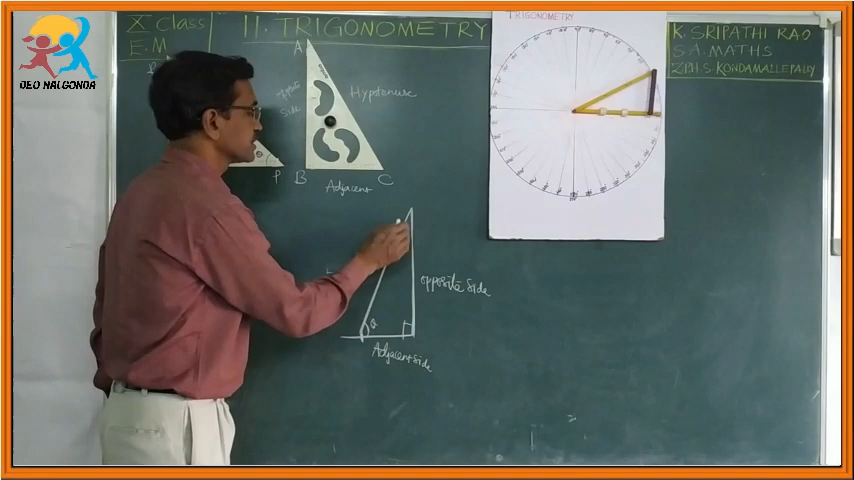 X Class
E.M
11. TRIGONOMETRY
K. SRIPATHI RAO
S.A. MATHS
Z.P.H.S. KONDAMALLEPALLY
DEO NALGONDA
TRIGONOMETRY
A
Side
Hypotenuse
θ
P
B
C
Adjacent
opposite side
θ
Adjacent side